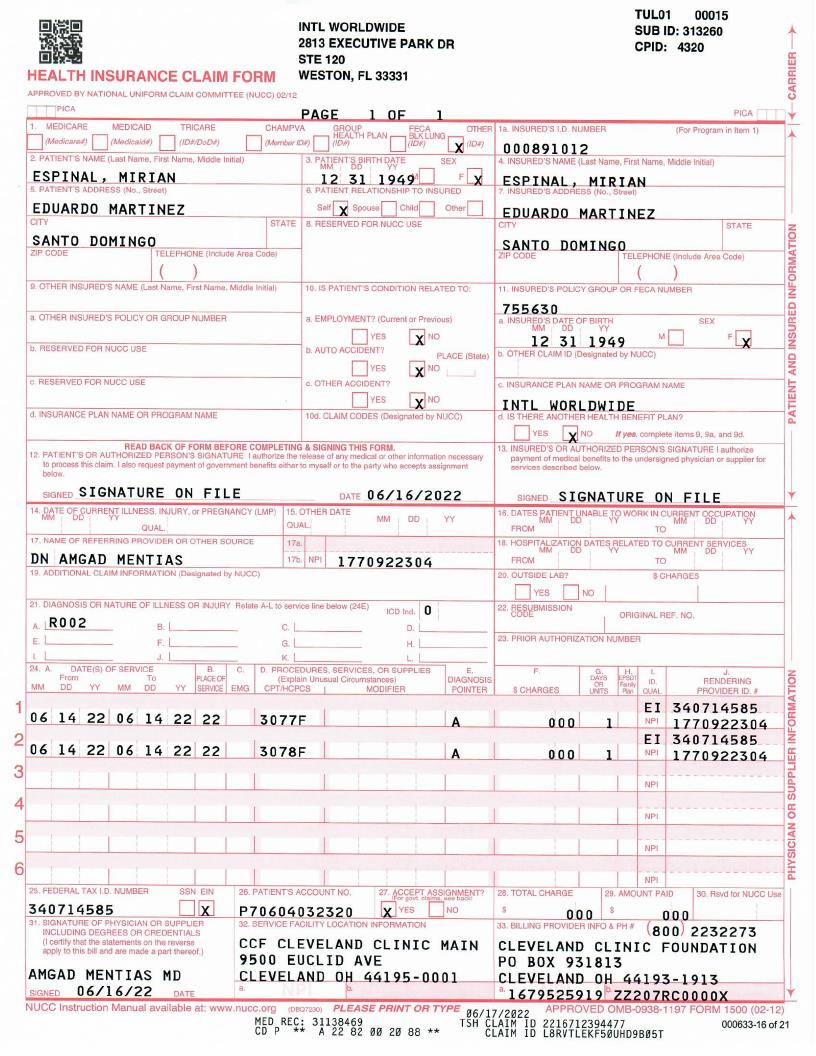 TUL01 00015
SUB ID: 313260
CPID: 4320
INTL WORLDWIDE
2813 EXECUTIVE PARK DR
STE 120
WESTON, FL 33331
HEALTH INSURANCE CLAIM FORM
APPROVED BY NATIONAL UNIFORM CLAIM COMMITTEE (NUCC) 02/12
PICA
PAGE 1 OF 1
PICA
CARRIER
1. MEDICARE MEDICAID TRICARE CHAMPVA GROUP HEALTH PLAN FECA BLK LUNG OTHER
(Medicare#) (Medicaid#) (ID#/DoD#) (Member ID#) (ID#) (ID#) X (ID#)
1a. INSURED'S I.D. NUMBER (For Program in Item 1)
000891012
2. PATIENT'S NAME (Last Name, First Name, Middle Initial)
ESPINAL, MIRIAN
3. PATIENT'S BIRTH DATE SEX
MM DD YY
12 31 1949 M F X
4. INSURED'S NAME (Last Name, First Name, Middle Initial)
ESPINAL, MIRIAN
5. PATIENT'S ADDRESS (No., Street)
EDUARDO MARTINEZ
6. PATIENT RELATIONSHIP TO INSURED
Self X Spouse Child Other
7. INSURED'S ADDRESS (No., Street)
EDUARDO MARTINEZ
CITY STATE
SANTO DOMINGO
8. RESERVED FOR NUCC USE
CITY STATE
SANTO DOMINGO
ZIP CODE TELEPHONE (Include Area Code)
( )
ZIP CODE TELEPHONE (Include Area Code)
( )
9. OTHER INSURED'S NAME (Last Name, First Name, Middle Initial)
10. IS PATIENT'S CONDITION RELATED TO:
11. INSURED'S POLICY GROUP OR FECA NUMBER
755630
a. OTHER INSURED'S POLICY OR GROUP NUMBER
a. EMPLOYMENT? (Current or Previous)
YES X NO
a. INSURED'S DATE OF BIRTH SEX
MM DD YY
12 31 1949 M F X
b. RESERVED FOR NUCC USE
b. AUTO ACCIDENT? PLACE (State)
YES X NO
b. OTHER CLAIM ID (Designated by NUCC)
c. RESERVED FOR NUCC USE
c. OTHER ACCIDENT?
YES X NO
c. INSURANCE PLAN NAME OR PROGRAM NAME
INTL WORLDWIDE
d. INSURANCE PLAN NAME OR PROGRAM NAME
10d. CLAIM CODES (Designated by NUCC)
d. IS THERE ANOTHER HEALTH BENEFIT PLAN?
YES X NO If yes, complete items 9, 9a, and 9d.
PATIENT AND INSURED INFORMATION
READ BACK OF FORM BEFORE COMPLETING & SIGNING THIS FORM.
12. PATIENT'S OR AUTHORIZED PERSON'S SIGNATURE I authorize the release of any medical or other information necessary
to process this claim. I also request payment of government benefits either to myself or to the party who accepts assignment
below.
SIGNED SIGNATURE ON FILE DATE 06/16/2022
13. INSURED'S OR AUTHORIZED PERSON'S SIGNATURE I authorize
payment of medical benefits to the undersigned physician or supplier for
services described below.
SIGNED SIGNATURE ON FILE
14. DATE OF CURRENT ILLNESS, INJURY, or PREGNANCY (LMP)
MM DD YY
QUAL.
15. OTHER DATE
QUAL. MM DD YY
16. DATES PATIENT UNABLE TO WORK IN CURRENT OCCUPATION
MM DD YY MM DD YY
FROM TO
17. NAME OF REFERRING PROVIDER OR OTHER SOURCE
DN AMGAD MENTIAS
17a.
17b. NPI 1770922304
18. HOSPITALIZATION DATES RELATED TO CURRENT SERVICES
MM DD YY MM DD YY
FROM TO
19. ADDITIONAL CLAIM INFORMATION (Designated by NUCC)
20. OUTSIDE LAB? $ CHARGES
YES NO
21. DIAGNOSIS OR NATURE OF ILLNESS OR INJURY Relate A-L to service line below (24E) ICD Ind. 0
A. R002 B. C. D.
E. F. G. H.
I. J. K. L.
22. RESUBMISSION CODE ORIGINAL REF. NO.
23. PRIOR AUTHORIZATION NUMBER
24. A. DATE(S) OF SERVICE B. C. D. PROCEDURES, SERVICES, OR SUPPLIES E. F. G. H. I. J.
From To PLACE OF (Explain Unusual Circumstances) DIAGNOSIS DAYS OR EPSDT Family ID. RENDERING
MM DD YY MM DD YY SERVICE EMG CPT/HCPCS MODIFIER POINTER $ CHARGES UNITS Plan QUAL. PROVIDER ID. #
1 EI 340714585
06 14 22 06 14 22 22 3077F A 000 1 NPI 1770922304
2 EI 340714585
06 14 22 06 14 22 22 3078F A 000 1 NPI 1770922304
3
NPI
4
NPI
5
NPI
6
NPI
PHYSICIAN OR SUPPLIER INFORMATION
25. FEDERAL TAX I.D. NUMBER SSN EIN
340714585 X
26. PATIENT'S ACCOUNT NO.
P70604032320
27. ACCEPT ASSIGNMENT?
(For govt. claims, see back)
X YES NO
28. TOTAL CHARGE
$ 000
29. AMOUNT PAID
$ 000
30. Rsvd for NUCC Use
31. SIGNATURE OF PHYSICIAN OR SUPPLIER
INCLUDING DEGREES OR CREDENTIALS
(I certify that the statements on the reverse
apply to this bill and are made a part thereof.)
AMGAD MENTIAS MD
SIGNED 06/16/22 DATE
32. SERVICE FACILITY LOCATION INFORMATION
CCF CLEVELAND CLINIC MAIN
9500 EUCLID AVE
CLEVELAND OH 44195-0001
a. NPI b.
33. BILLING PROVIDER INFO & PH # (800) 2232273
CLEVELAND CLINIC FOUNDATION
PO BOX 931813
CLEVELAND OH 44193-1913
a. 1679525919 b. ZZ207RC0000X
NUCC Instruction Manual available at: www.nucc.org (DBQ7230) PLEASE PRINT OR TYPE APPROVED OMB-0938-1197 FORM 1500 (02-12)
06/17/2022
MED REC: 31138469 TSH CLAIM ID 2216712394477 000633-16 of 21
CD P ** A 22 82 00 20 88 ** CLAIM ID L8RVTLEKF50UHD9B05T